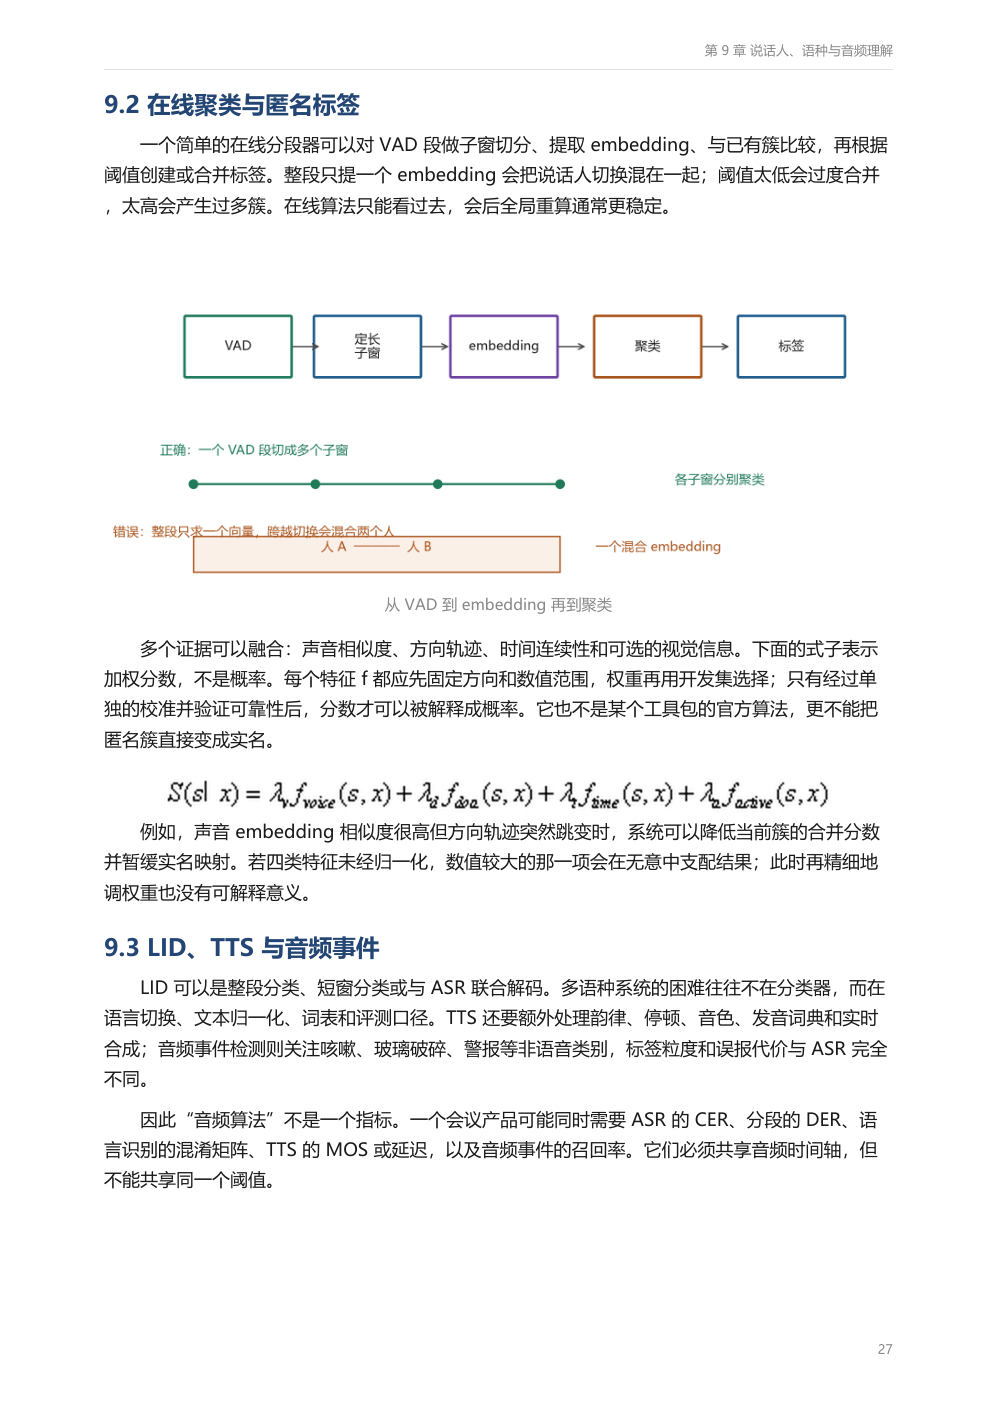 第 9 章 说话人、语种与音频理解
9.2 在线聚类与匿名标签
一个简单的在线分段器可以对 VAD 段做子窗切分、提取 embedding、与已有簇比较，再根据
阈值创建或合并标签。整段只提一个 embedding 会把说话人切换混在一起；阈值太低会过度合并
，太高会产生过多簇。在线算法只能看过去，会后全局重算通常更稳定。
VAD
定长
子窗
embedding
聚类
标签
正确：一个 VAD 段切成多个子窗
各子窗分别聚类
错误：整段只求一个向量，跨越切换会混合两个人
人 A ——— 人 B
一个混合 embedding
从 VAD 到 embedding 再到聚类
多个证据可以融合：声音相似度、方向轨迹、时间连续性和可选的视觉信息。下面的式子表示
加权分数，不是概率。每个特征 f 都应先固定方向和数值范围，权重再用开发集选择；只有经过单
独的校准并验证可靠性后，分数才可以被解释成概率。它也不是某个工具包的官方算法，更不能把
匿名簇直接变成实名。
S(s| x) = λ_v f_voice(s, x) + λ_d f_doa(s, x) + λ_t f_time(s, x) + λ_a f_active(s, x)
例如，声音 embedding 相似度很高但方向轨迹突然跳变时，系统可以降低当前簇的合并分数
并暂缓实名映射。若四类特征未经归一化，数值较大的那一项会在无意中支配结果；此时再精细地
调权重也没有可解释意义。
9.3 LID、TTS 与音频事件
LID 可以是整段分类、短窗分类或与 ASR 联合解码。多语种系统的困难往往不在分类器，而在
语言切换、文本归一化、词表和评测口径。TTS 还要额外处理韵律、停顿、音色、发音词典和实时
合成；音频事件检测则关注咳嗽、玻璃破碎、警报等非语音类别，标签粒度和误报代价与 ASR 完全
不同。
因此“音频算法”不是一个指标。一个会议产品可能同时需要 ASR 的 CER、分段的 DER、语
言识别的混淆矩阵、TTS 的 MOS 或延迟，以及音频事件的召回率。它们必须共享音频时间轴，但
不能共享同一个阈值。
27